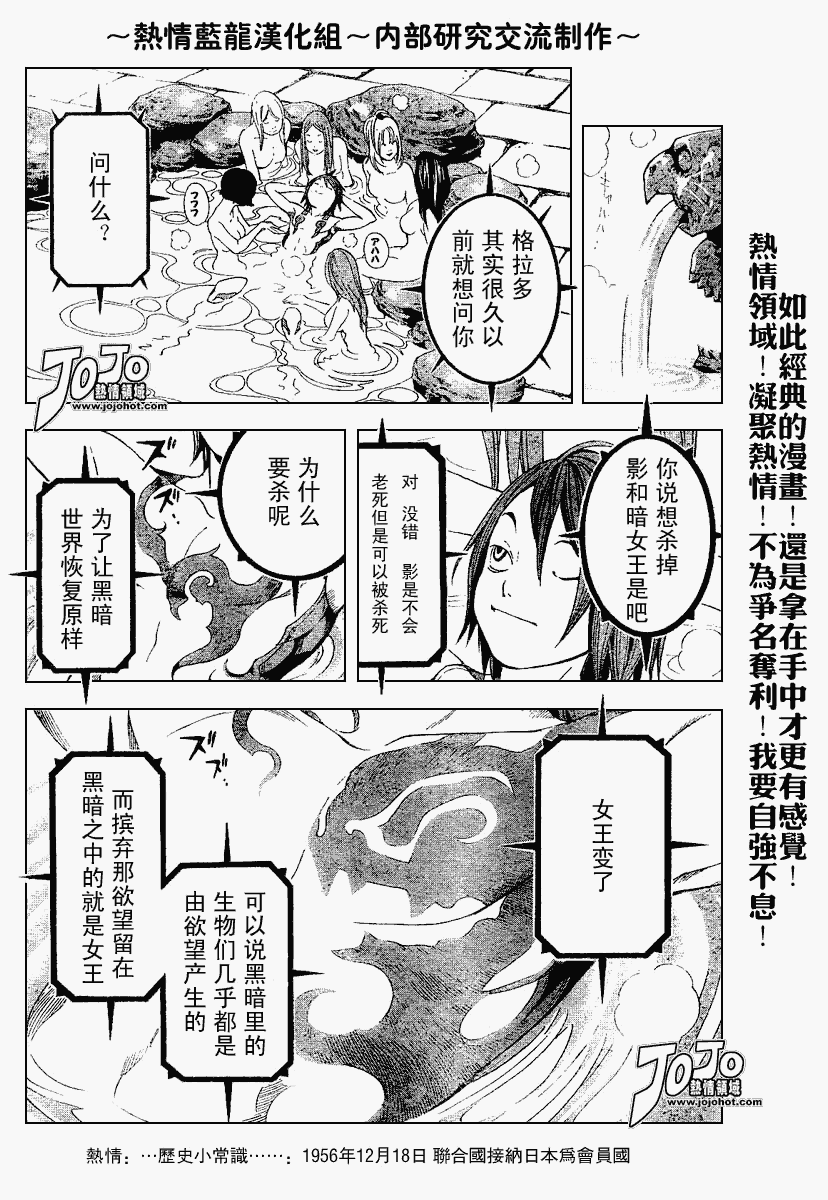 ～熱情藍龍漢化組～内部研究交流制作～
如此經典的漫畫！還是拿在手中才更有感覺！
熱情領域！凝聚熱情！不為爭名奪利！我要自強不息！
格拉多
其实很久以
前就想问你
フフフ
アハハ
问什么？
JOJO
熱情領域
www.jojohot.com
你说想杀掉
影和暗女王是吧
对 没错 影是不会
老死但是可以被杀死
为什么
要杀呢
ズズ
为了让黑暗
世界恢复原样
女王变了
ズズ
可以说黑暗里的
生物们几乎都是
由欲望产生的
而摈弃那欲望留在
黑暗之中的就是女王
JOJO
熱情領域
www.jojohot.com
熱情：…歷史小常識……：1956年12月18日 聯合國接納日本爲會員國